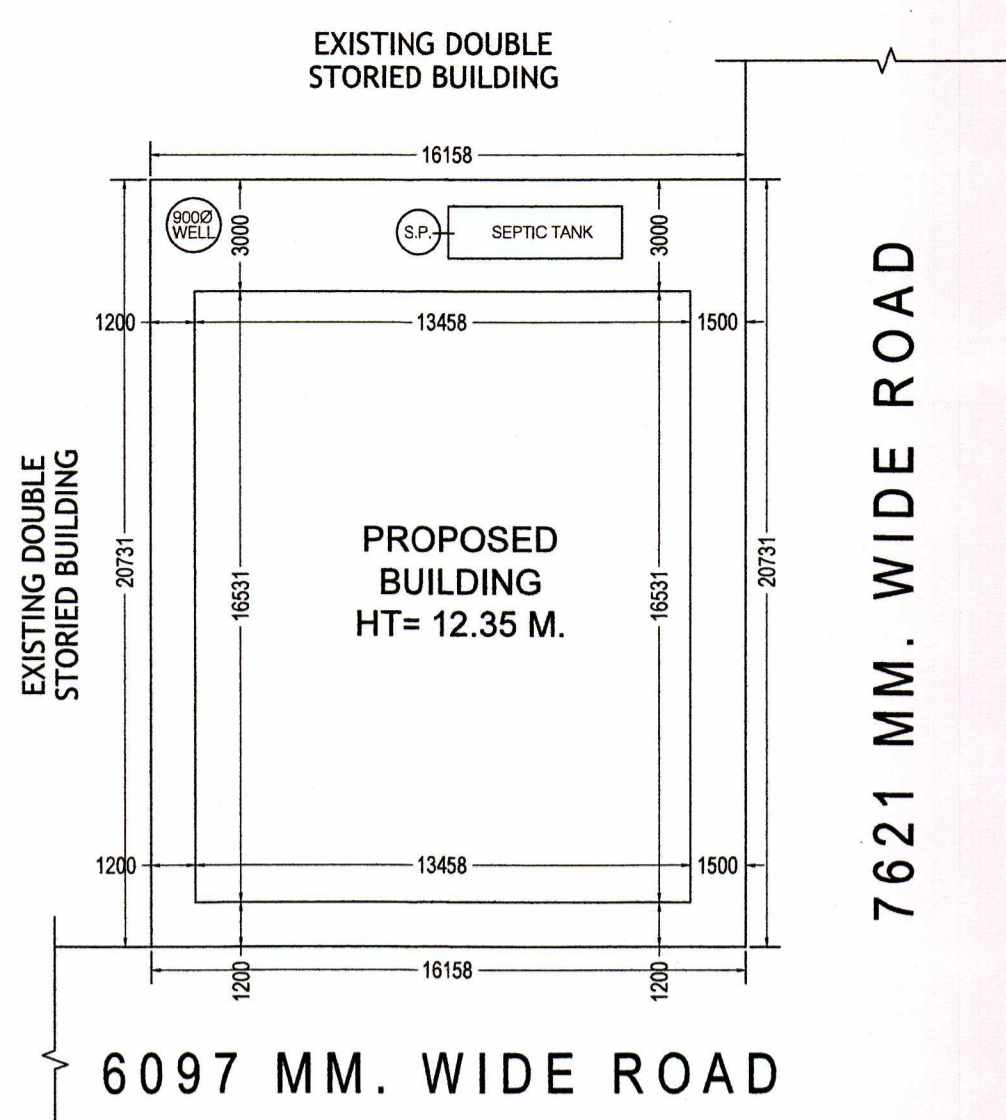 EXISTING DOUBLE
STORIED BUILDING
16158
900Ø
WELL
3000
S.P.
SEPTIC TANK
3000
1200
13458
1500
EXISTING DOUBLE
STORIED BUILDING
20731
16531
PROPOSED
BUILDING
HT= 12.35 M.
16531
20731
7621 MM. WIDE ROAD
1200
13458
1500
1200
16158
1200
6097 MM. WIDE ROAD